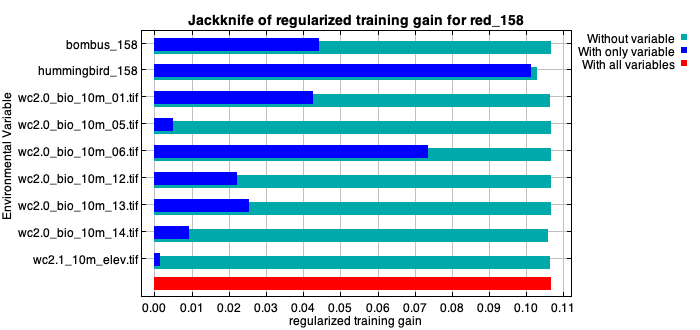 Jackknife of regularized training gain for red_158
Without variable
With only variable
With all variables
Environmental Variable
bombus_158
hummingbird_158
wc2.0_bio_10m_01.tif
wc2.0_bio_10m_05.tif
wc2.0_bio_10m_06.tif
wc2.0_bio_10m_12.tif
wc2.0_bio_10m_13.tif
wc2.0_bio_10m_14.tif
wc2.1_10m_elev.tif
0.00 0.01 0.02 0.03 0.04 0.05 0.06 0.07 0.08 0.09 0.10 0.11
regularized training gain